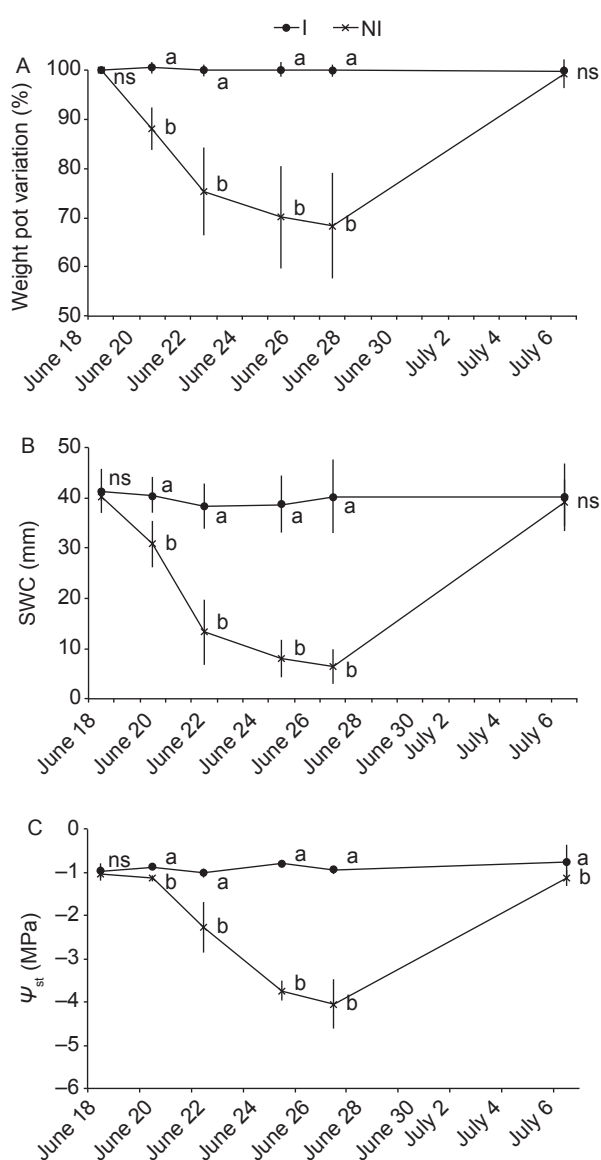 I NI
A
Weight pot variation (%)
100
90
80
70
60
50
ns a a a a ns
b b b b
June 18 June 20 June 22 June 24 June 26 June 28 June 30 July 2 July 4 July 6
B
SWC (mm)
50
40
30
20
10
0
ns a a a a ns
b b b b
June 18 June 20 June 22 June 24 June 26 June 28 June 30 July 2 July 4 July 6
C
Ψst (MPa)
0
–1
–2
–3
–4
–5
–6
ns a a a a a
b b b b b
June 18 June 20 June 22 June 24 June 26 June 28 June 30 July 2 July 4 July 6